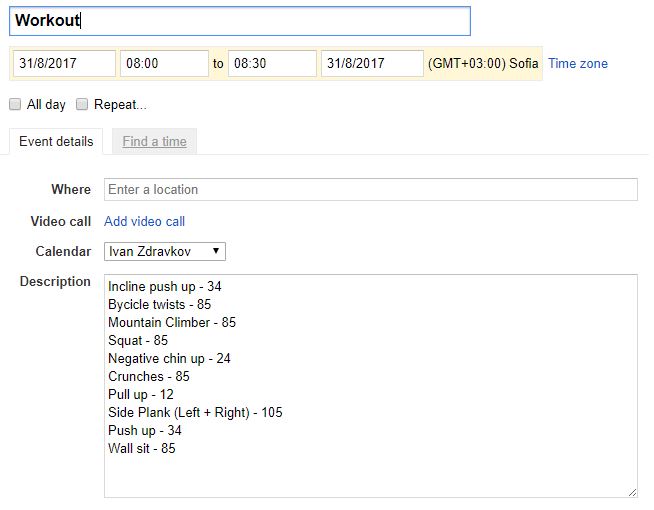 Workout
31/8/2017 08:00 to 08:30 31/8/2017 (GMT+03:00) Sofia Time zone
All day Repeat...
Event details Find a time
Where Enter a location
Video call Add video call
Calendar Ivan Zdravkov
Description
Incline push up - 34
Bycicle twists - 85
Mountain Climber - 85
Squat - 85
Negative chin up - 24
Crunches - 85
Pull up - 12
Side Plank (Left + Right) - 105
Push up - 34
Wall sit - 85